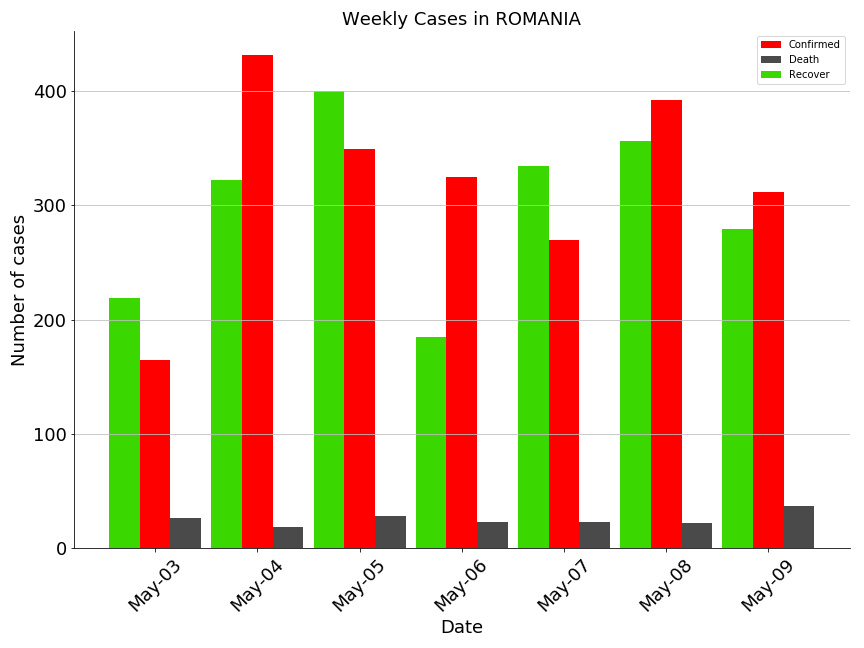 Weekly Cases in ROMANIA
Confirmed
Death
Recover
Number of cases
400
300
200
100
0
May-03
May-04
May-05
May-06
May-07
May-08
May-09
Date